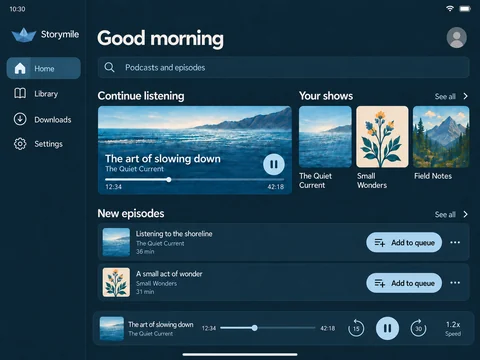 10:30
Storymile
Home
Library
Downloads
Settings
Good morning
Podcasts and episodes
Continue listening
The art of slowing down
The Quiet Current
12:34
42:18
Your shows
See all
The Quiet
Current
Small
Wonders
Field Notes
New episodes
See all
Listening to the shoreline
The Quiet Current
36 min
Add to queue
A small act of wonder
Small Wonders
31 min
Add to queue
The art of slowing down
The Quiet Current
12:34
42:18
15
30
1.2x
Speed